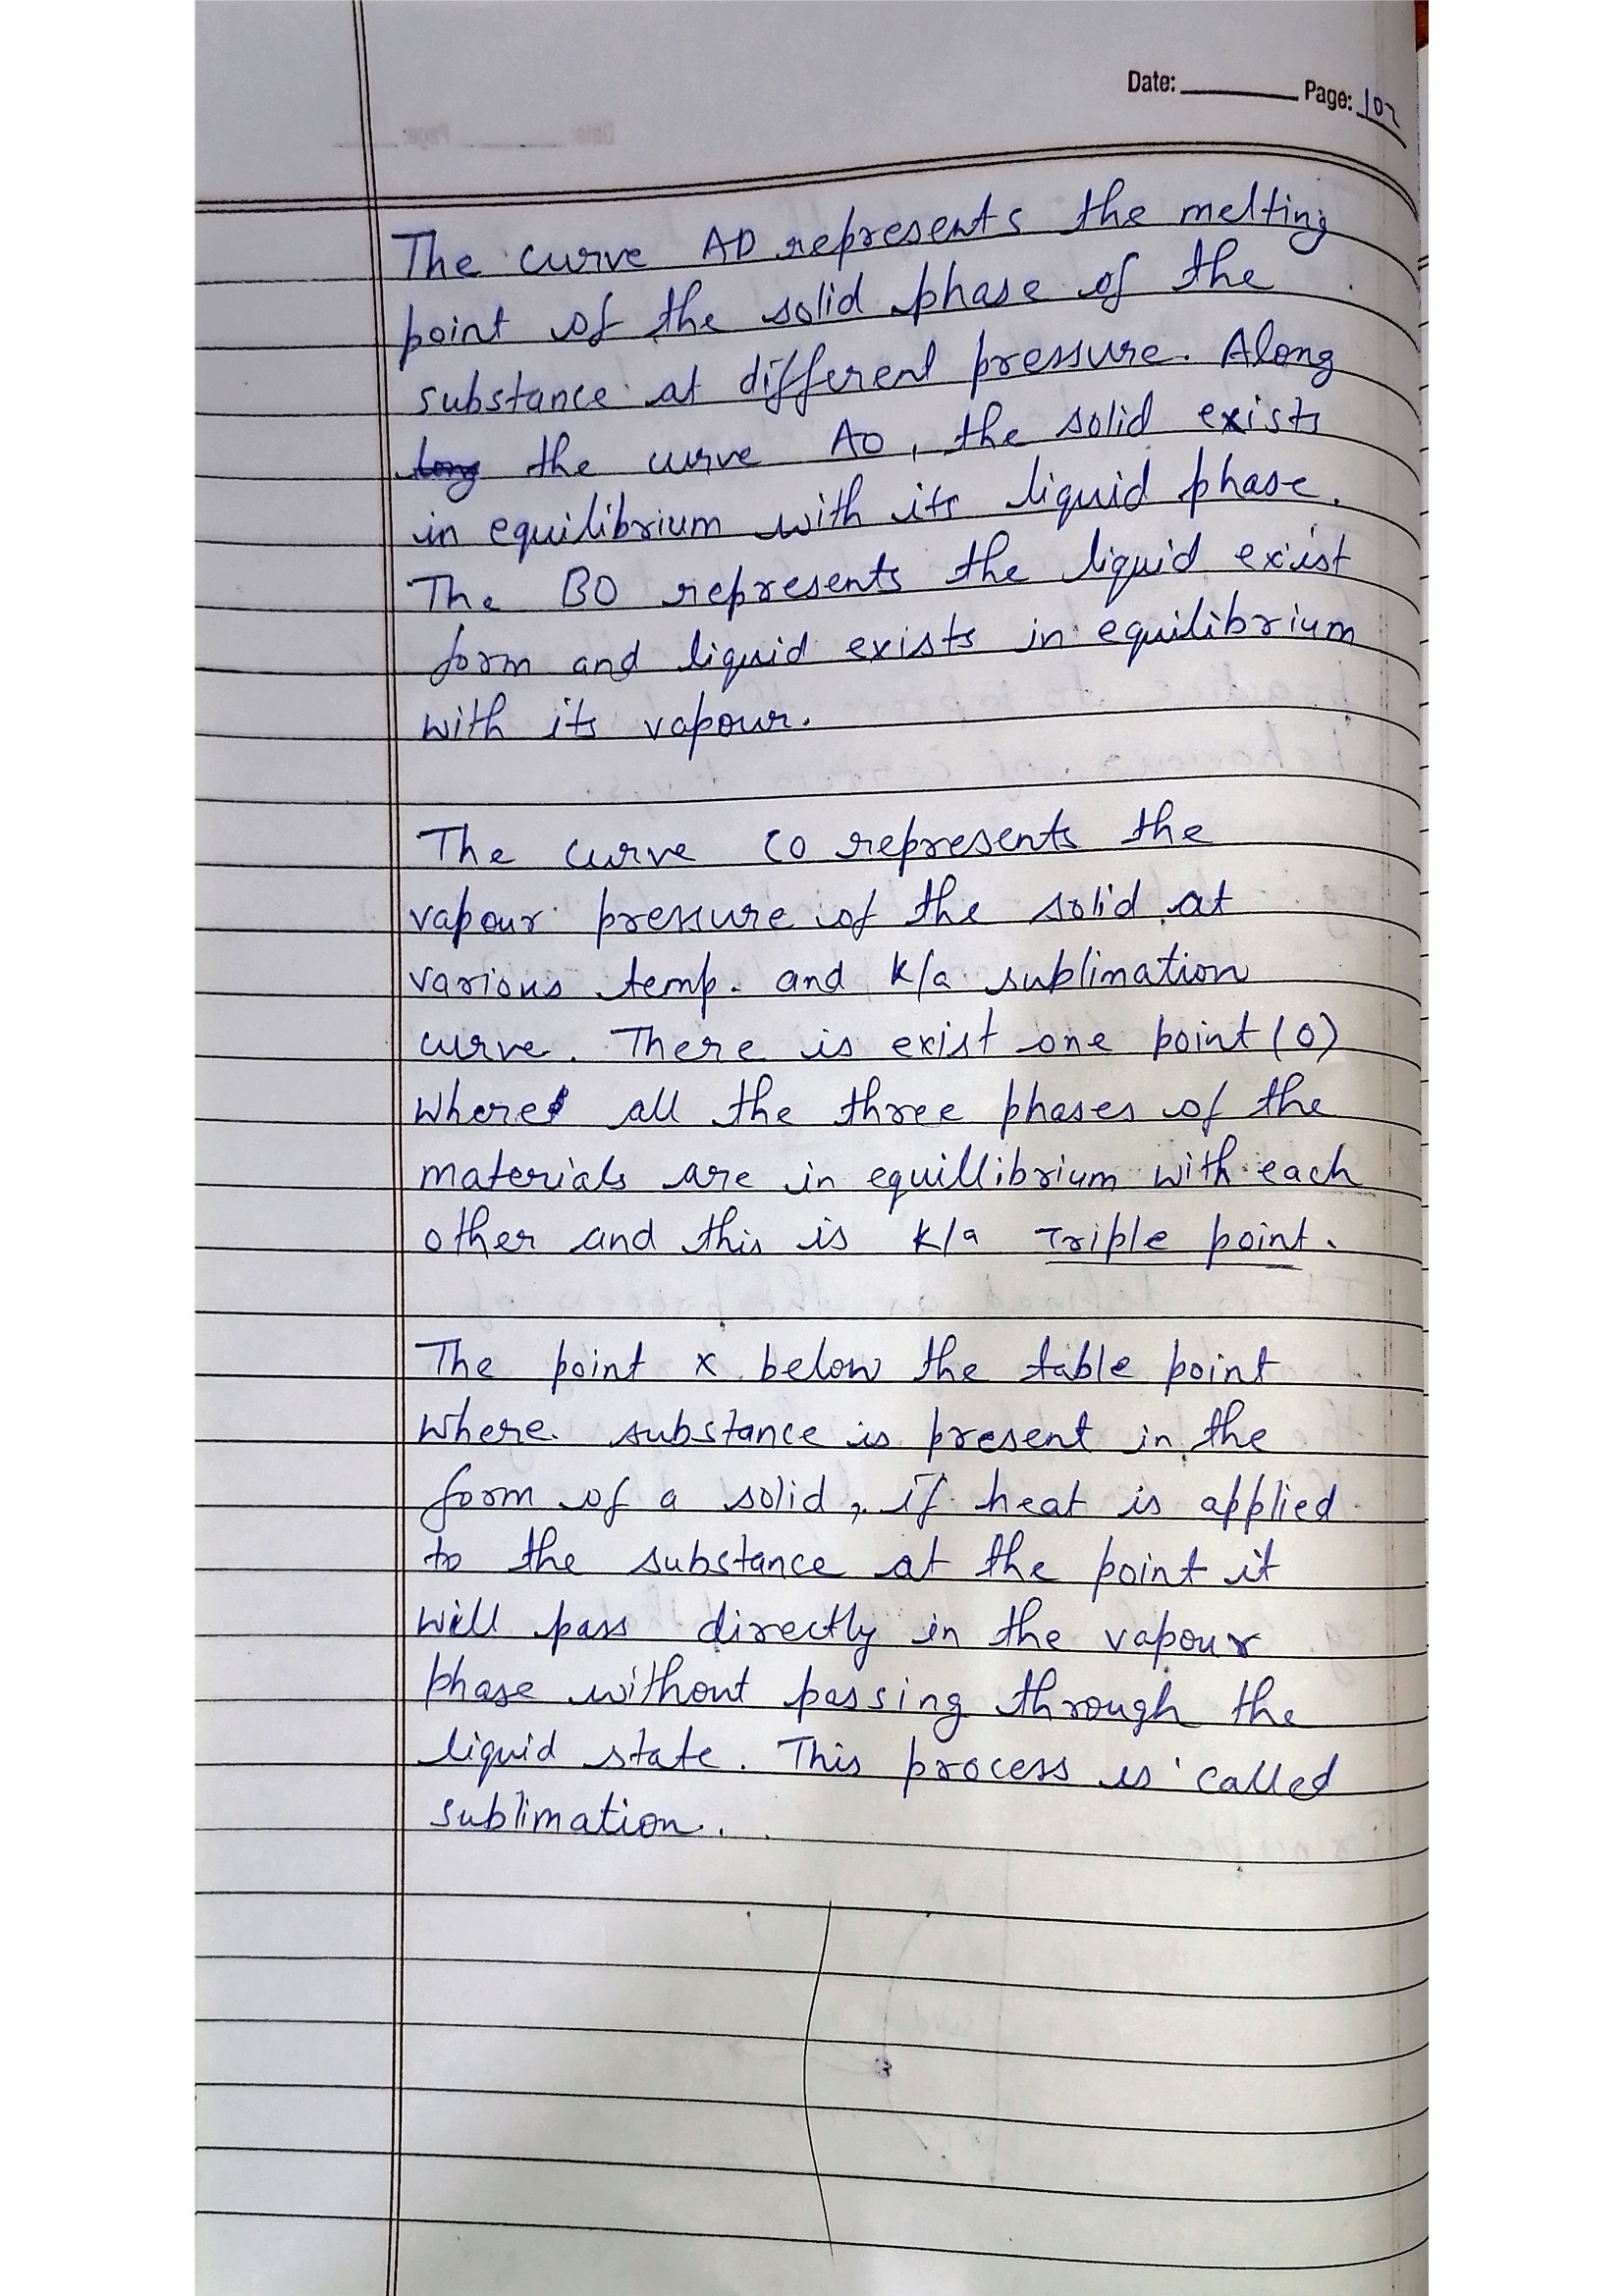 Date: Page: 102
The curve AD represents the melting
point of the solid phase of the
substance at different pressure. Along
long the curve AO, the solid exists
in equilibrium with its liquid phase.
The BO represents the liquid exist
form and liquid exists in equilibrium
with its vapour.
The curve CO represents the
vapour pressure of the solid at
various temp. and k/a sublimation
curve. There is exist one point (O)
where all the three phases of the
materials are in equillibrium with each
other and this is k/a Triple point.
The point x below the table point
where substance is present in the
form of a solid, if heat is applied
to the substance at the point it
will pass directly in the vapour
phase without passing through the
liquid state. This process is called
sublimation.